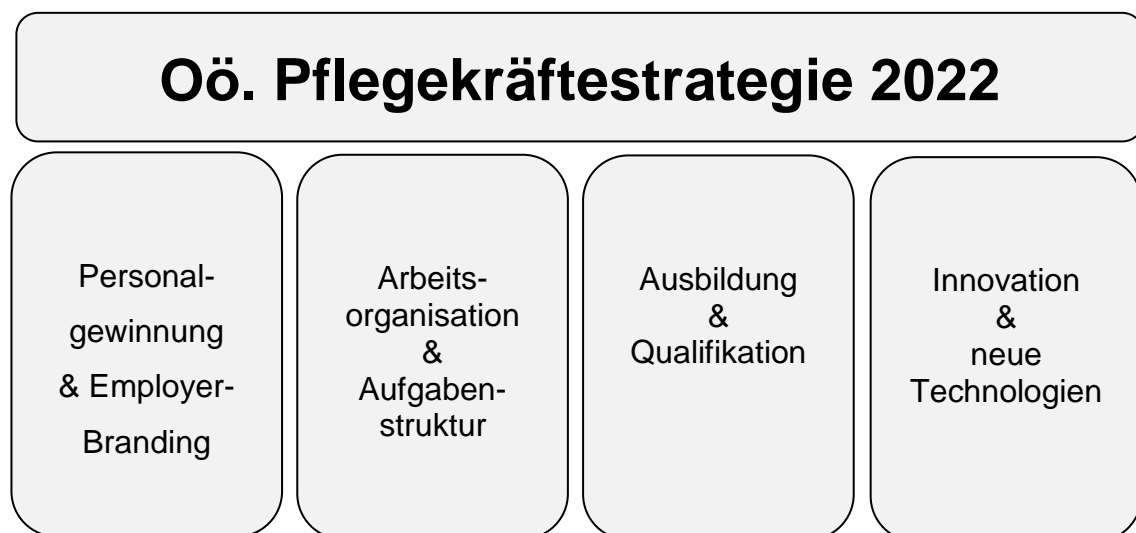 Oö. Pflegekräftestrategie 2022
Personal-
gewinnung
& Employer-
Branding
Arbeits-
organisation
&
Aufgaben-
struktur
Ausbildung
&
Qualifikation
Innovation
&
neue
Technologien